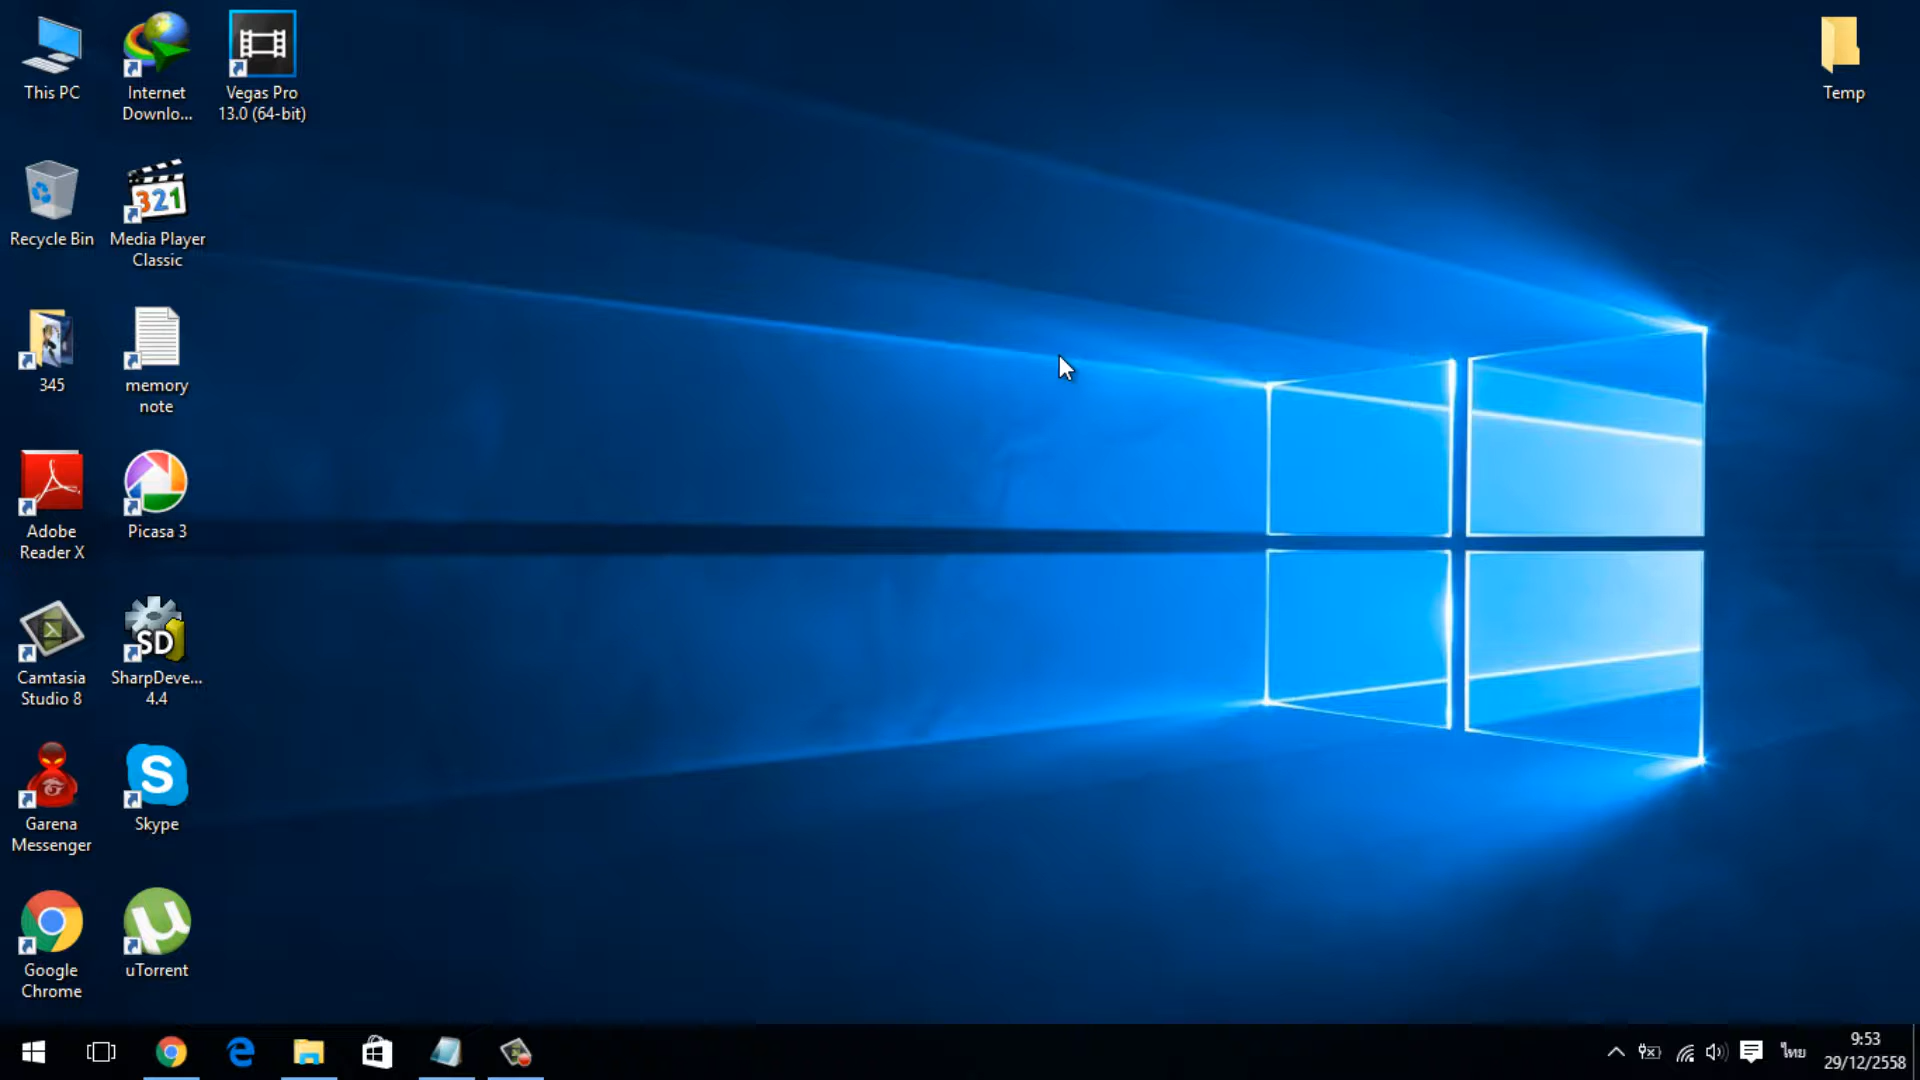 This PC
Internet
Downlo...
Vegas Pro
13.0 (64-bit)
Temp
Recycle Bin
321
Media Player
Classic
345
memory
note
Adobe
Reader X
Picasa 3
Camtasia
Studio 8
SD
SharpDeve...
4.4
Garena
Messenger
S
Skype
Google
Chrome
µ
uTorrent
ไทย
9:53
29/12/2558